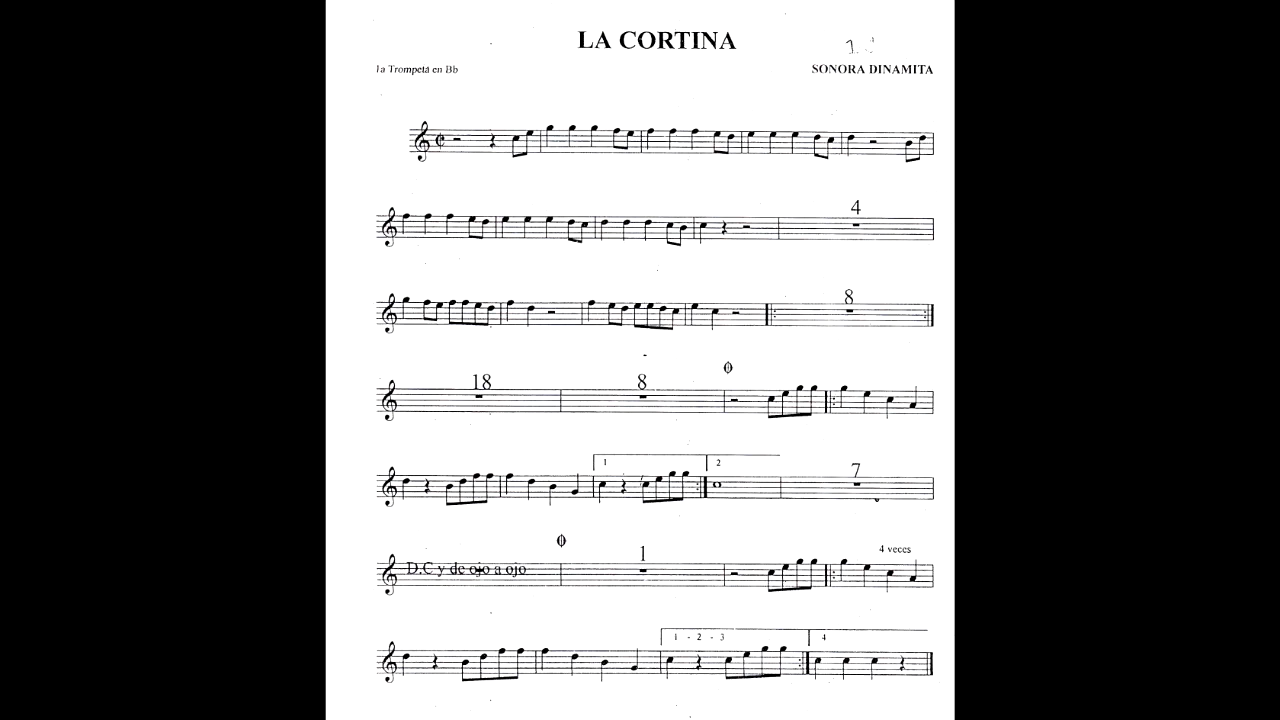 LA CORTINA
1a Trompeta en Bb
SONORA DINAMITA
4
8
18
8
1
2
7
D.C y de ojo a ojo
1
4 veces
1 - 2 - 3
4